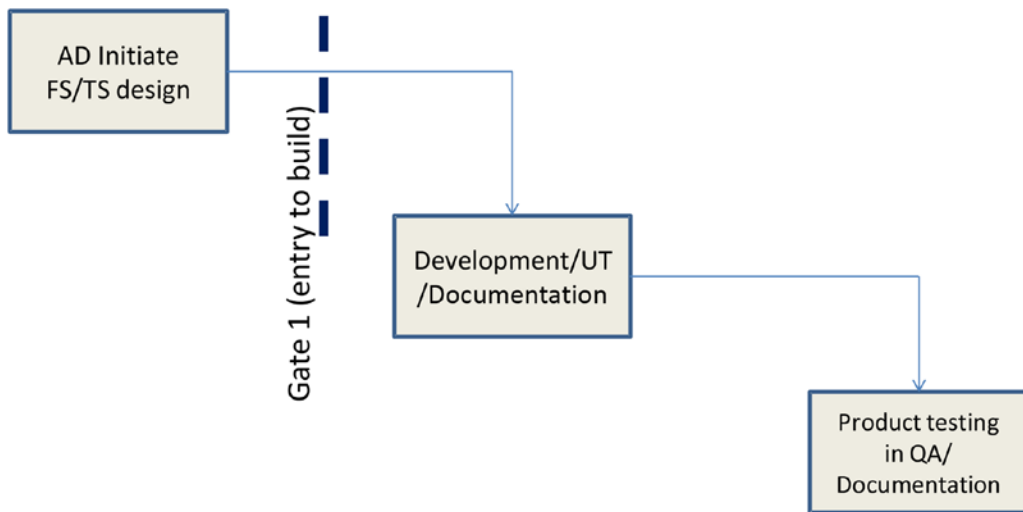 AD Initiate
FS/TS design
Gate 1 (entry to build)
Development/UT
/Documentation
Product testing
in QA/
Documentation